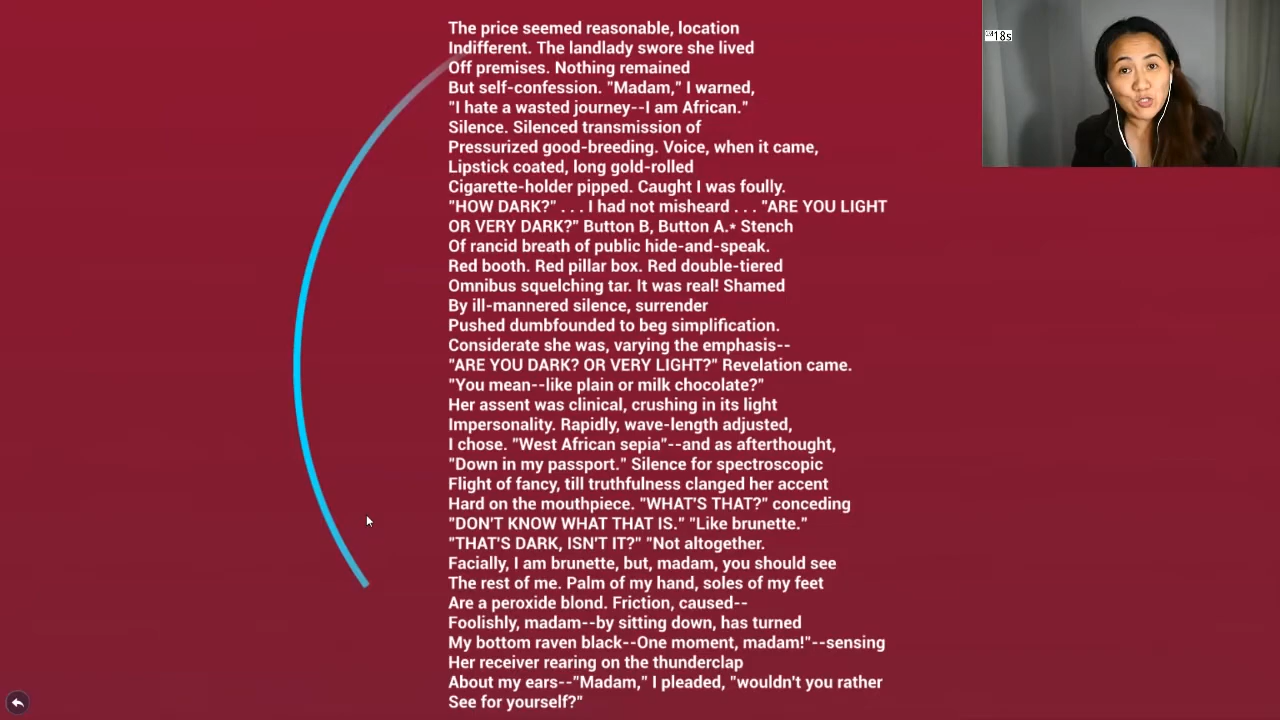 The price seemed reasonable, location
Indifferent. The landlady swore she lived
Off premises. Nothing remained
But self-confession. "Madam," I warned,
"I hate a wasted journey--I am African."
Silence. Silenced transmission of
Pressurized good-breeding. Voice, when it came,
Lipstick coated, long gold-rolled
Cigarette-holder pipped. Caught I was foully.
"HOW DARK?" . . . I had not misheard . . . "ARE YOU LIGHT
OR VERY DARK?" Button B, Button A.* Stench
Of rancid breath of public hide-and-speak.
Red booth. Red pillar box. Red double-tiered
Omnibus squelching tar. It was real! Shamed
By ill-mannered silence, surrender
Pushed dumbfounded to beg simplification.
Considerate she was, varying the emphasis--
"ARE YOU DARK? OR VERY LIGHT?" Revelation came.
"You mean--like plain or milk chocolate?"
Her assent was clinical, crushing in its light
Impersonality. Rapidly, wave-length adjusted,
I chose. "West African sepia"--and as afterthought,
"Down in my passport." Silence for spectroscopic
Flight of fancy, till truthfulness clanged her accent
Hard on the mouthpiece. "WHAT'S THAT?" conceding
"DON'T KNOW WHAT THAT IS." "Like brunette."
"THAT'S DARK, ISN'T IT?" "Not altogether.
Facially, I am brunette, but, madam, you should see
The rest of me. Palm of my hand, soles of my feet
Are a peroxide blond. Friction, caused--
Foolishly, madam--by sitting down, has turned
My bottom raven black--One moment, madam!"--sensing
Her receiver rearing on the thunderclap
About my ears--"Madam," I pleaded, "wouldn't you rather
See for yourself?"
18s